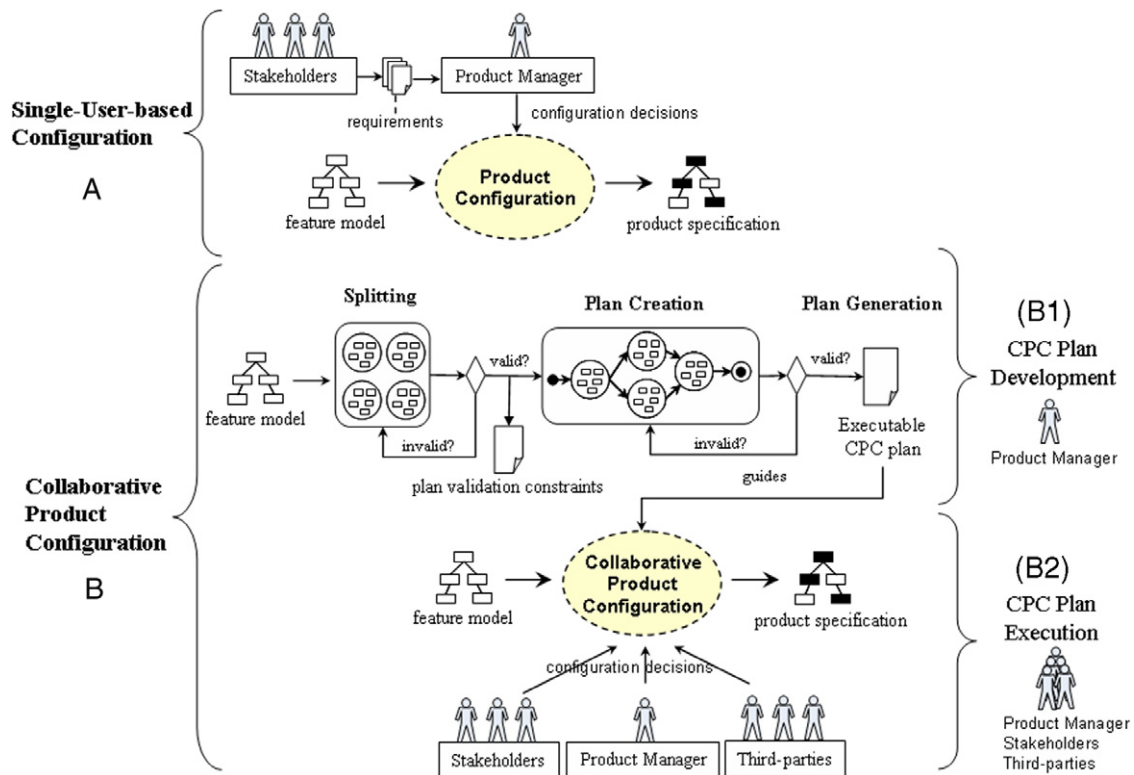 Stakeholders
Product Manager
Single-User-based
Configuration
requirements
configuration decisions
A
Product
Configuration
feature model
product specification
Splitting
Plan Creation
Plan Generation
(B1)
CPC Plan
Development
valid?
valid?
feature model
invalid?
invalid?
Executable
CPC plan
Product Manager
plan validation constraints
guides
Collaborative
Product
Configuration
B
Collaborative
Product
Configuration
(B2)
CPC Plan
Execution
feature model
product specification
configuration decisions
Stakeholders
Product Manager
Third-parties
Product Manager
Stakeholders
Third-parties